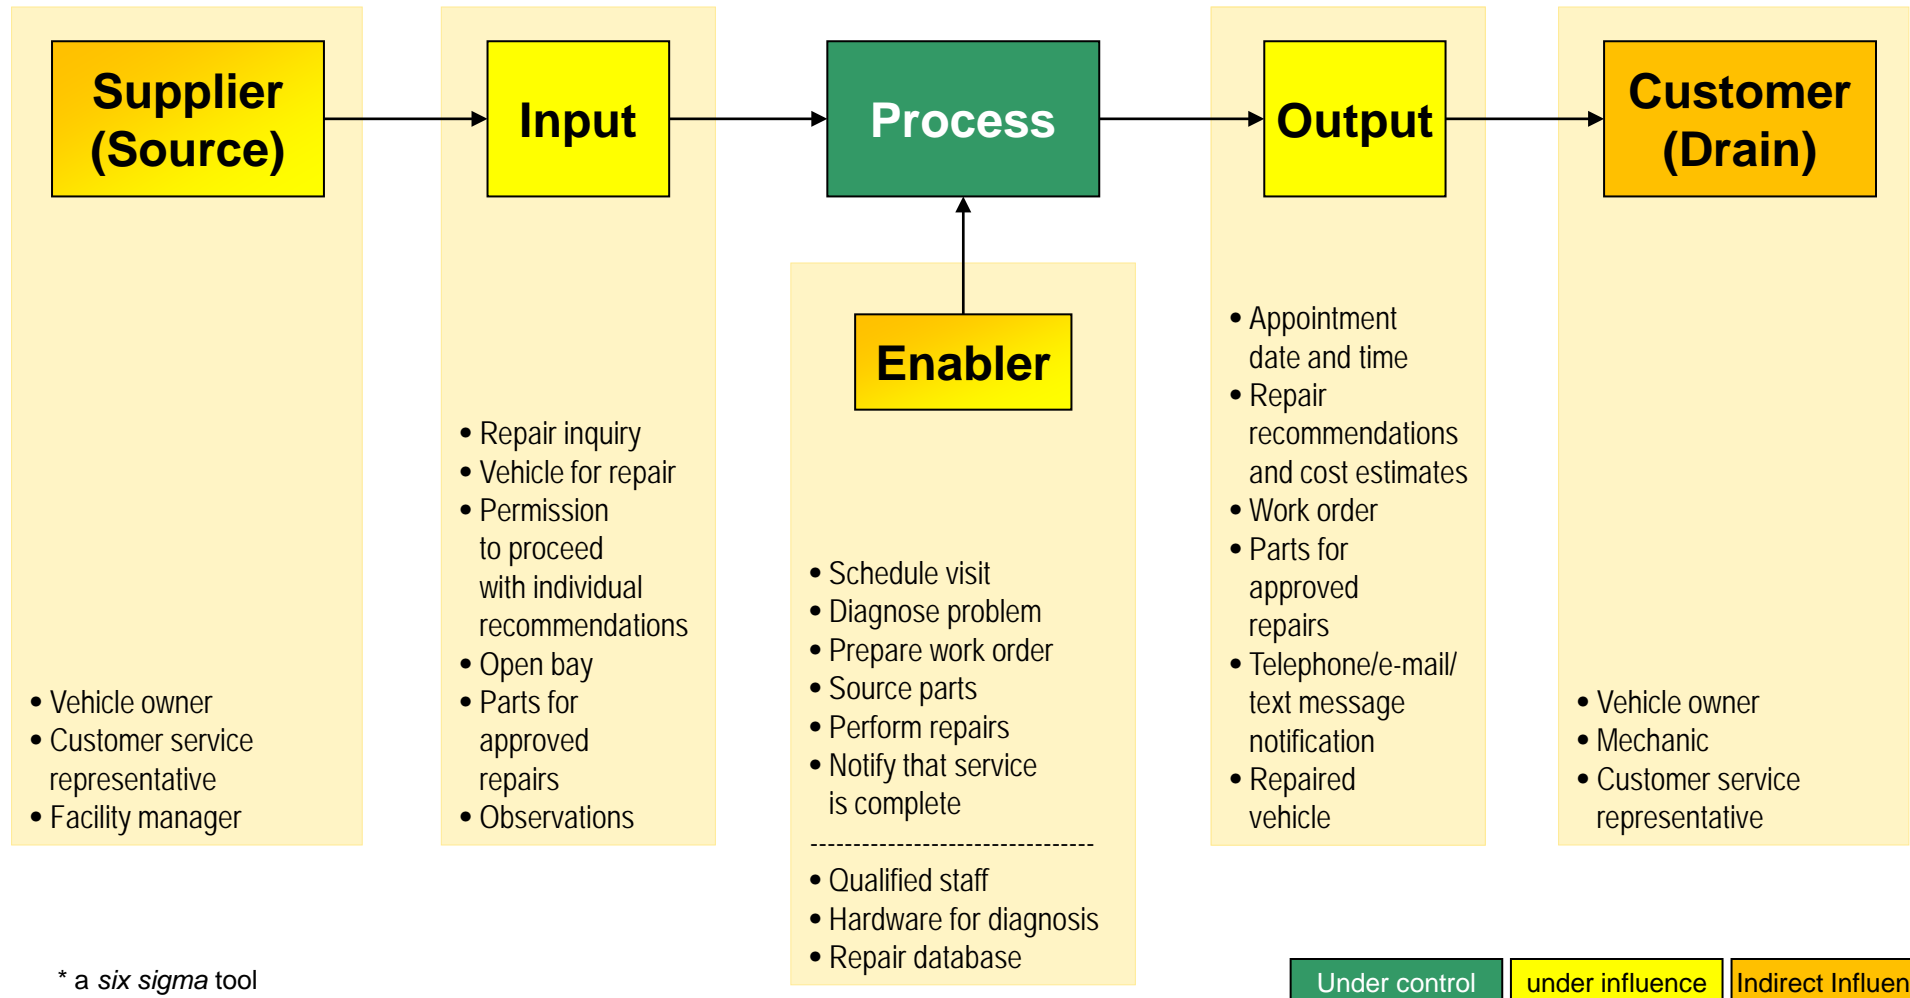 Supplier
(Source)
Input
Process
Output
Customer
(Drain)
Enabler
• Vehicle owner
• Customer service
representative
• Facility manager
• Repair inquiry
• Vehicle for repair
• Permission
to proceed
with individual
recommendations
• Open bay
• Parts for
approved
repairs
• Observations
• Schedule visit
• Diagnose problem
• Prepare work order
• Source parts
• Perform repairs
• Notify that service
is complete
---------------------------------
• Qualified staff
• Hardware for diagnosis
• Repair database
• Appointment
date and time
• Repair
recommendations
and cost estimates
• Work order
• Parts for
approved
repairs
• Telephone/e-mail/
text message
notification
• Repaired
vehicle
• Vehicle owner
• Mechanic
• Customer service
representative
* a six sigma tool
Under control
under influence
Indirect Influen